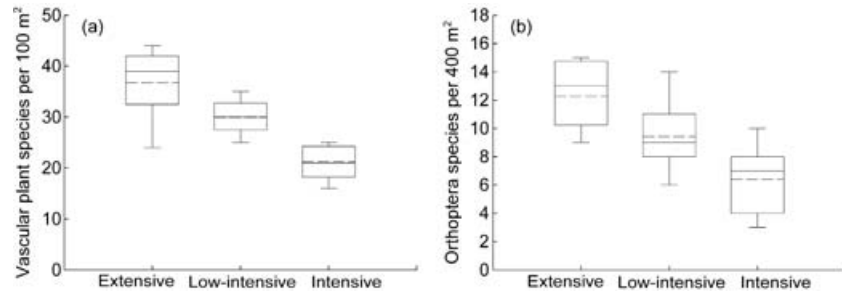 (a)
Vascular plant species per 100 m²
50
40
30
20
10
0
Extensive
Low-intensive
Intensive
(b)
Orthoptera species per 400 m²
18
16
14
12
10
8
6
4
2
0
Extensive
Low-intensive
Intensive